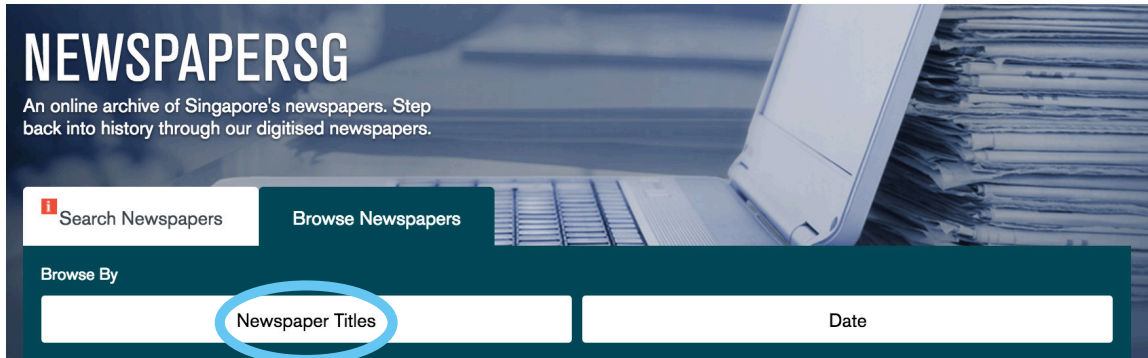 NEWSPAPERSG
An online archive of Singapore's newspapers. Step
back into history through our digitised newspapers.
i
Search Newspapers
Browse Newspapers
Browse By
Newspaper Titles
Date